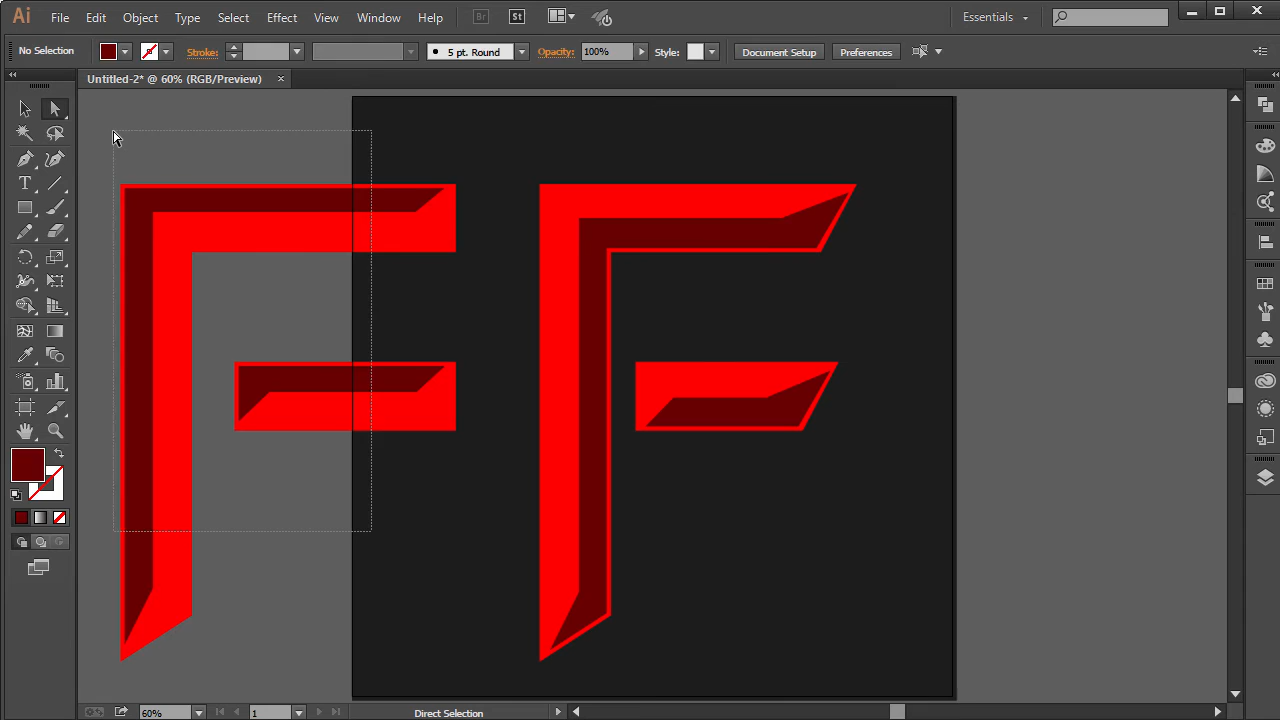 Ai File Edit Object Type Select Effect View Window Help Br St Essentials
No Selection Stroke: 5 pt. Round Opacity: 100% Style: Document Setup Preferences
Untitled-2* @ 60% (RGB/Preview) ×
T
F F
60% 1 Direct Selection